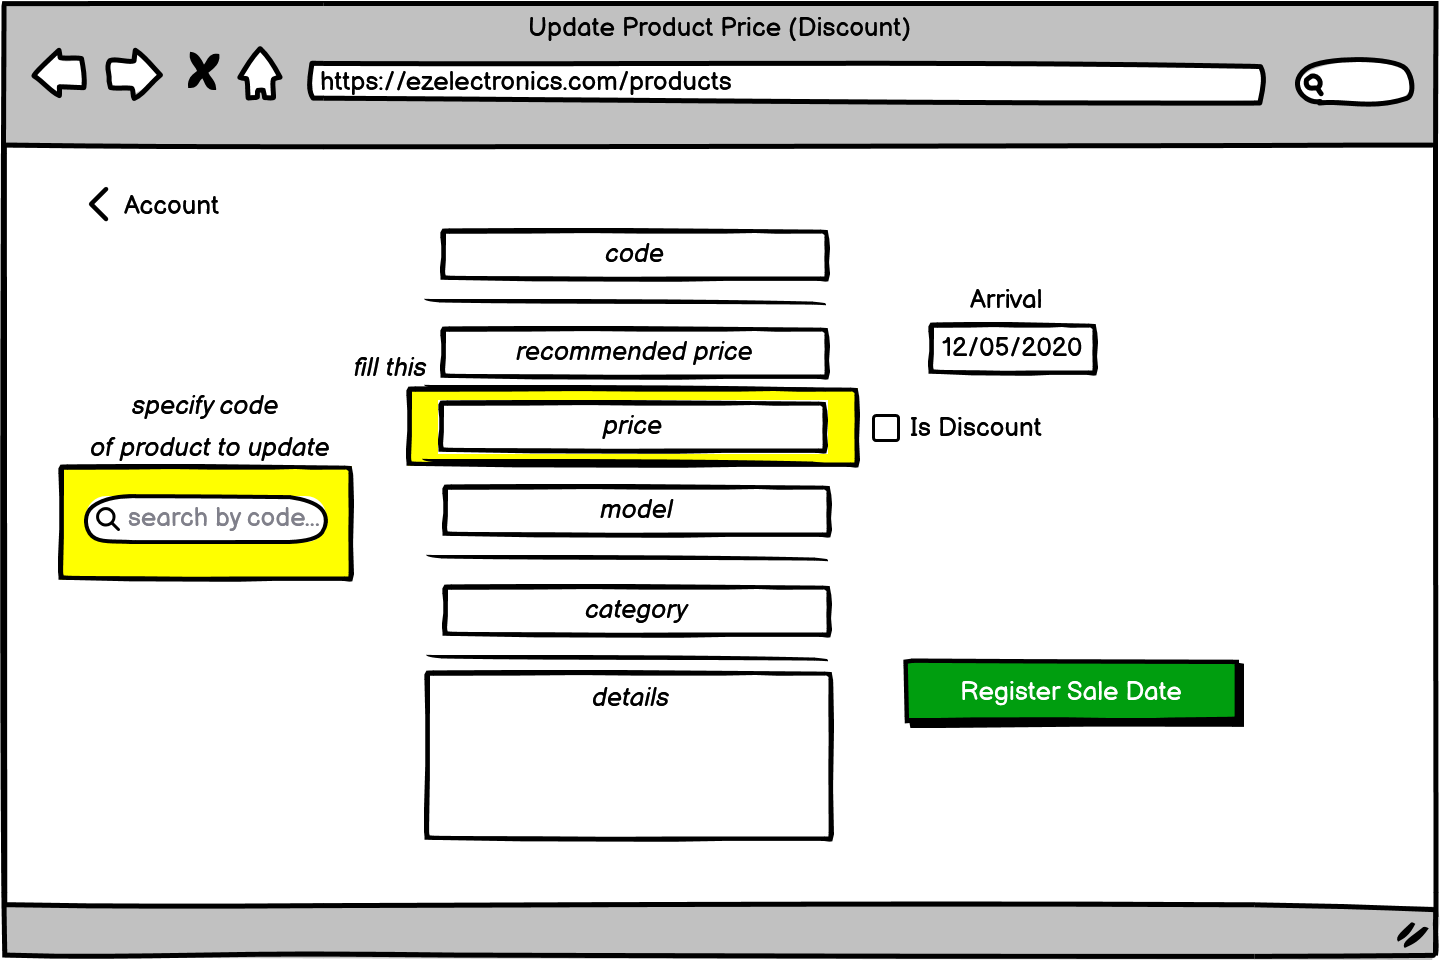 Update Product Price (Discount)
https://ezelectronics.com/products
Account
code
Arrival
recommended price
12/05/2020
fill this
specify code
of product to update
price
Is Discount
search by code...
model
category
details
Register Sale Date